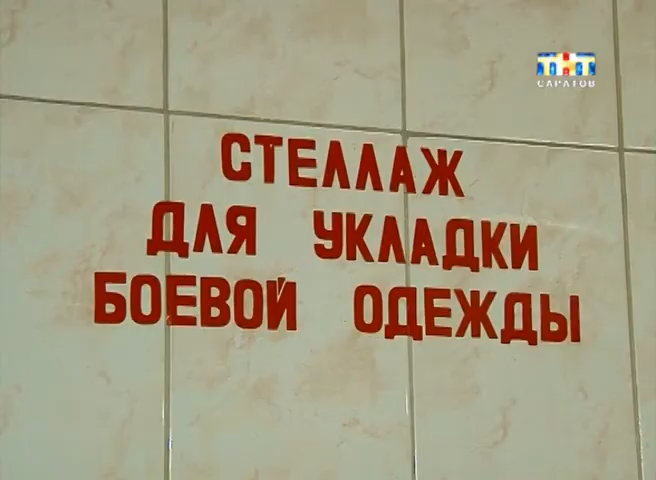 ТНТ
САРАТОВ
СТЕЛЛАЖ
ДЛЯ УКЛАДКИ
БОЕВОЙ ОДЕЖДЫ